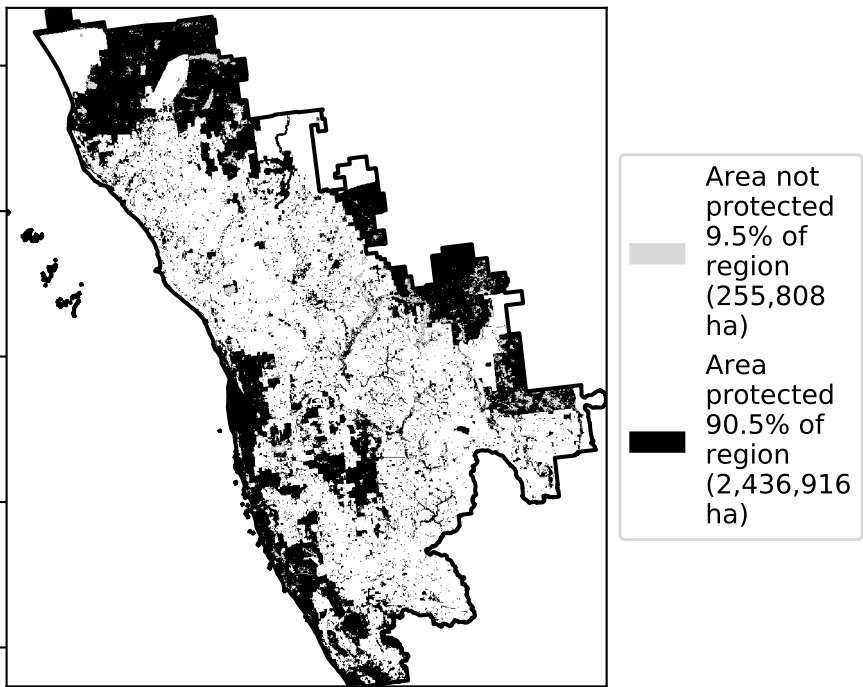 Area not
protected
9.5% of
region
(255,808
ha)
Area
protected
90.5% of
region
(2,436,916
ha)